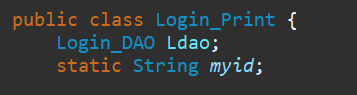 public class Login_Print {
    Login_DAO Ldao;
    static String myid;